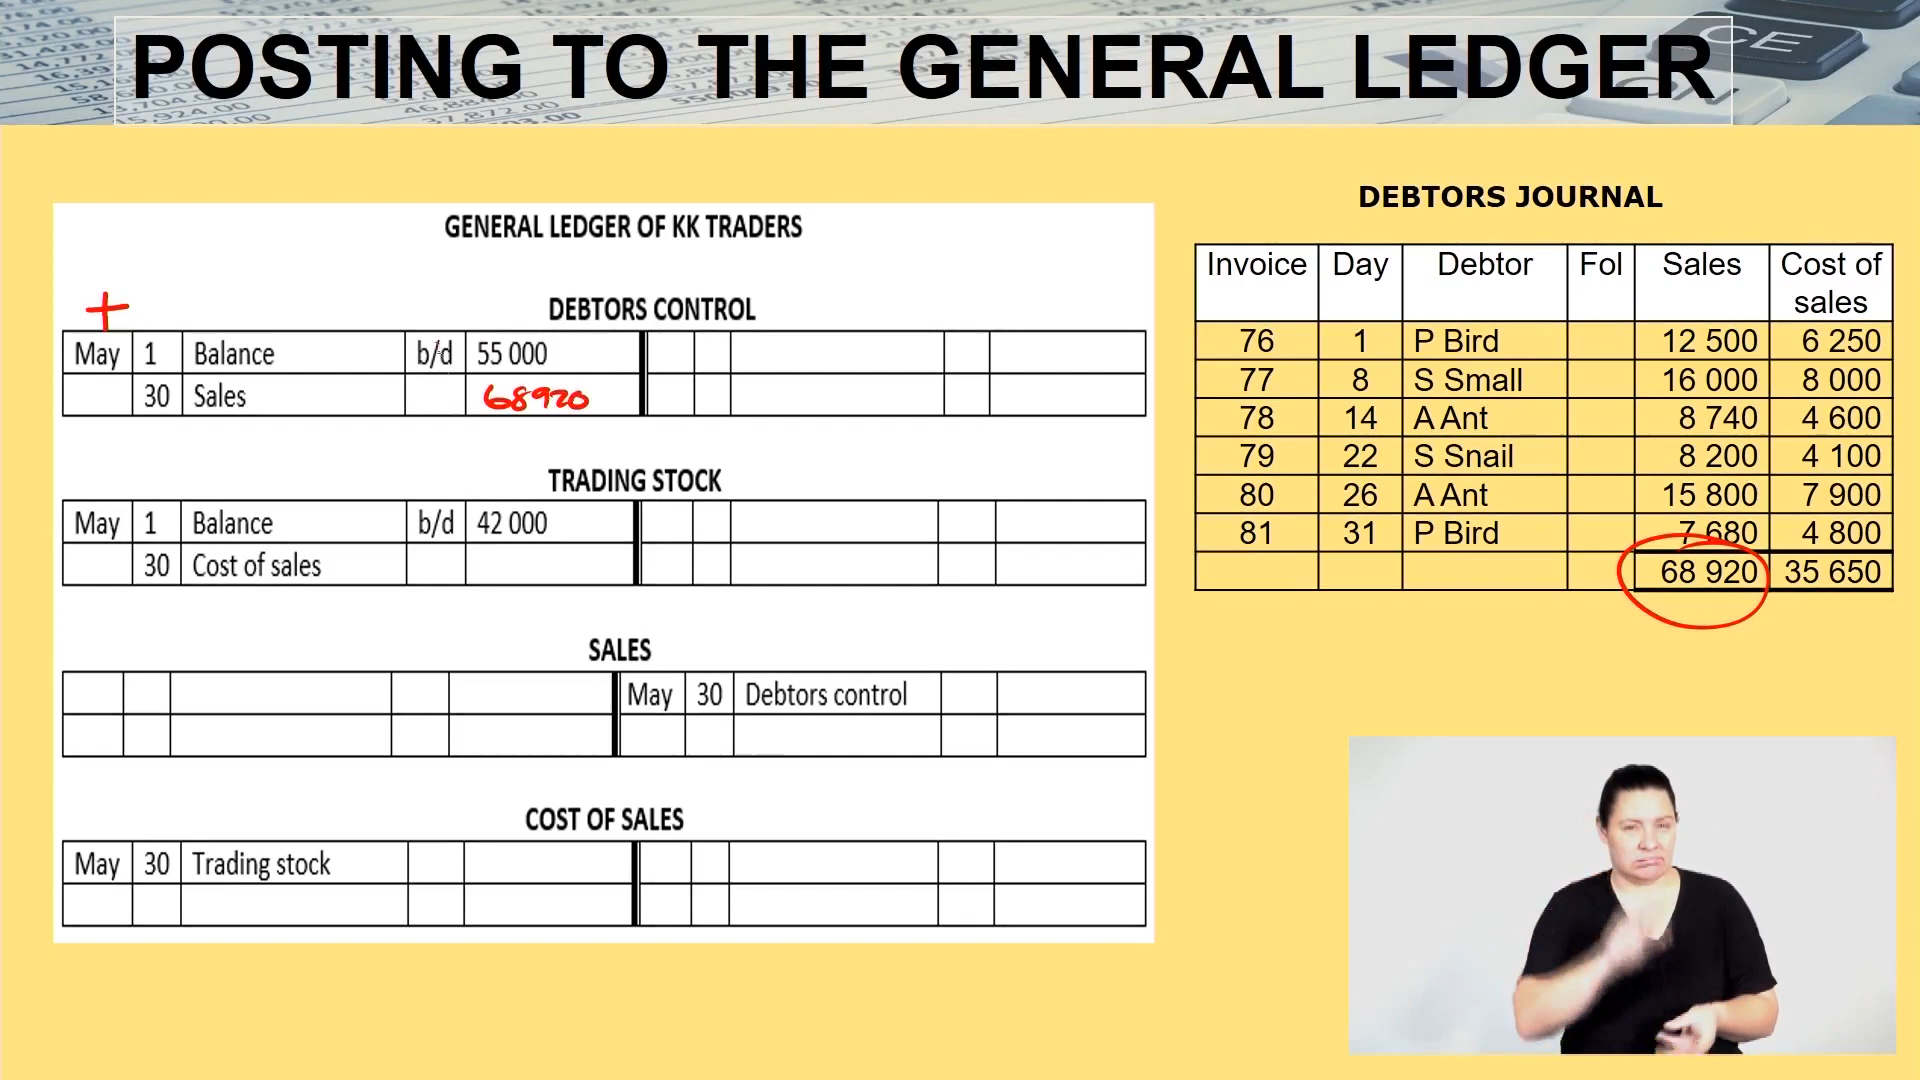 POSTING TO THE GENERAL LEDGER
GENERAL LEDGER OF KK TRADERS
DEBTORS CONTROL
May 1 Balance b/d 55 000
30 Sales 68920
TRADING STOCK
May 1 Balance b/d 42 000
30 Cost of sales
SALES
May 30 Debtors control
COST OF SALES
May 30 Trading stock
DEBTORS JOURNAL
Invoice Day Debtor Fol Sales Cost of
sales
76 1 P Bird 12 500 6 250
77 8 S Small 16 000 8 000
78 14 A Ant 8 740 4 600
79 22 S Snail 8 200 4 100
80 26 A Ant 15 800 7 900
81 31 P Bird 7 680 4 800
68 920 35 650